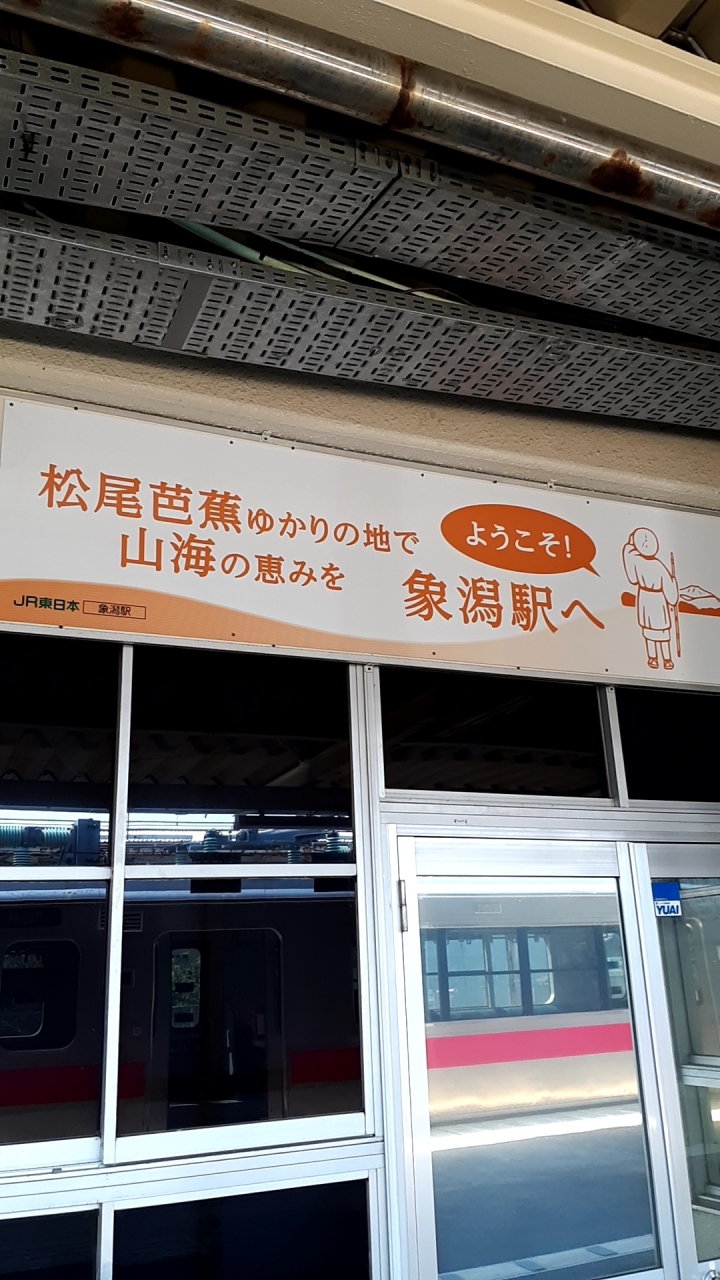 松尾芭蕉ゆかりの地で
山海の恵みを
ようこそ!
象潟駅へ
JR東日本 象潟駅
YUAI